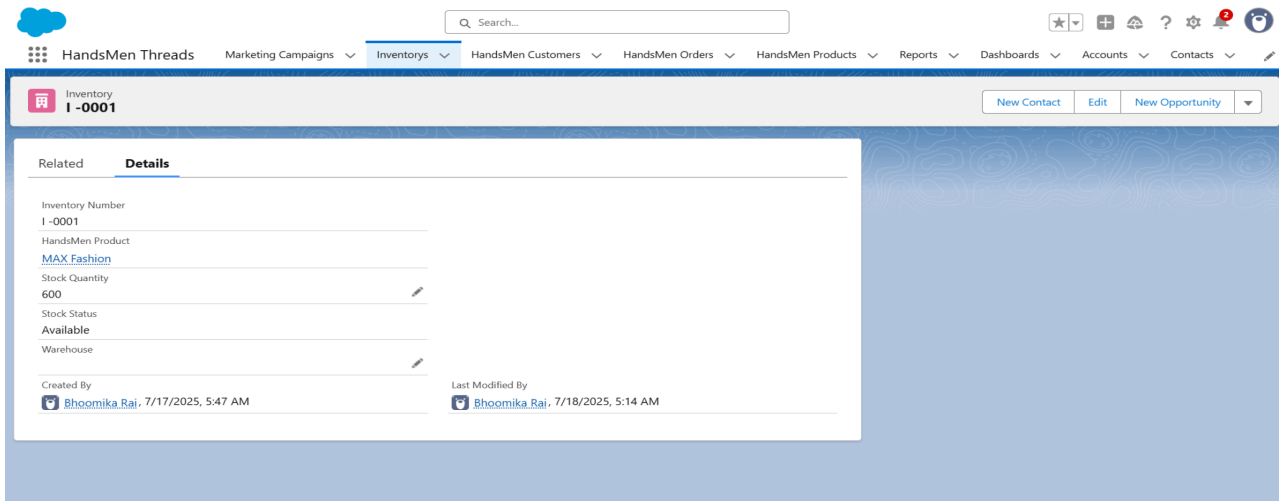 Search...
2
HandsMen Threads Marketing Campaigns Inventorys HandsMen Customers HandsMen Orders HandsMen Products Reports Dashboards Accounts Contacts
Inventory
I -0001
New Contact Edit New Opportunity
Related Details
Inventory Number
I -0001
HandsMen Product
MAX Fashion
Stock Quantity
600
Stock Status
Available
Warehouse
Created By Last Modified By
Bhoomika Rai, 7/17/2025, 5:47 AM Bhoomika Rai, 7/18/2025, 5:14 AM